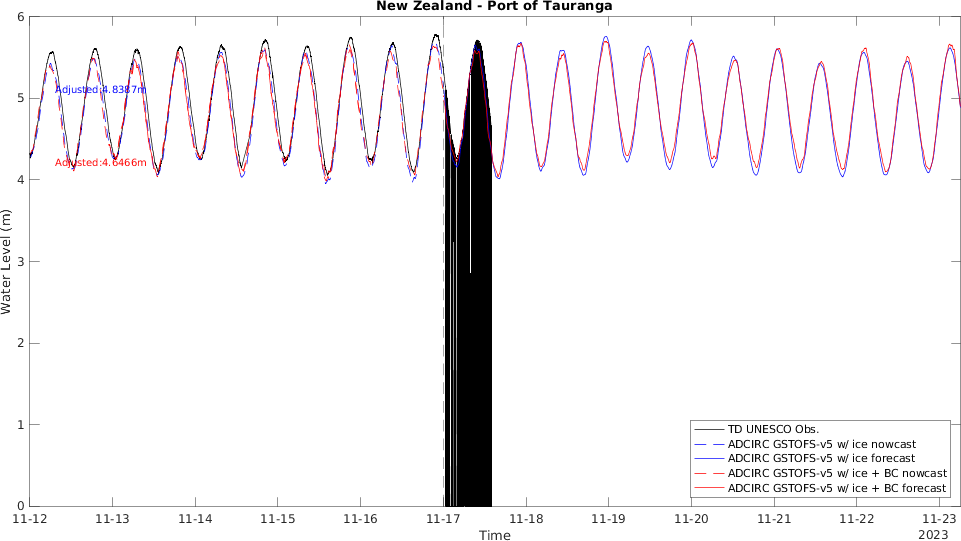 New Zealand - Port of Tauranga
6
5
4
3
2
1
0
Water Level (m)
Adjusted:4.8387m
Adjusted:4.6466m
TD UNESCO Obs.
ADCIRC GSTOFS-v5 w/ ice nowcast
ADCIRC GSTOFS-v5 w/ ice forecast
ADCIRC GSTOFS-v5 w/ ice + BC nowcast
ADCIRC GSTOFS-v5 w/ ice + BC forecast
11-12 11-13 11-14 11-15 11-16 11-17 11-18 11-19 11-20 11-21 11-22 11-23
Time
2023